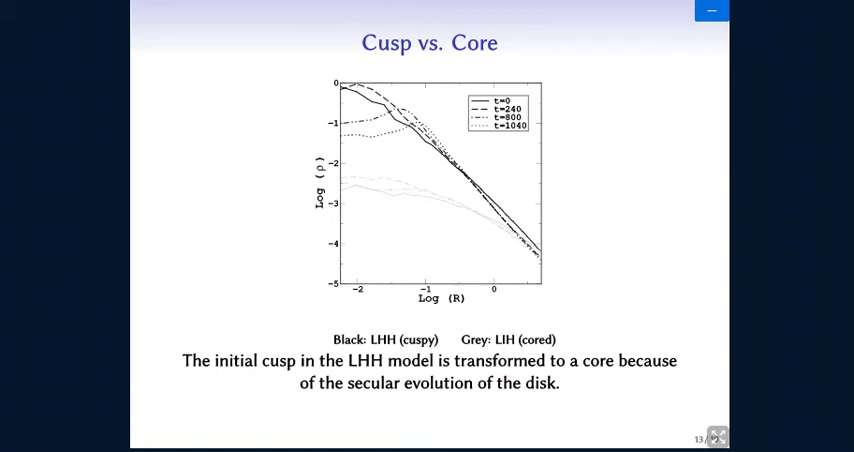 Cusp vs. Core
0
-1
-2
-3
-4
-5
Log (ρ)
t=0
t=240
t=800
t=1040
-2
-1
0
Log (R)
Black: LHH (cuspy) Grey: LIH (cored)
The initial cusp in the LHH model is transformed to a core because
of the secular evolution of the disk.
13/